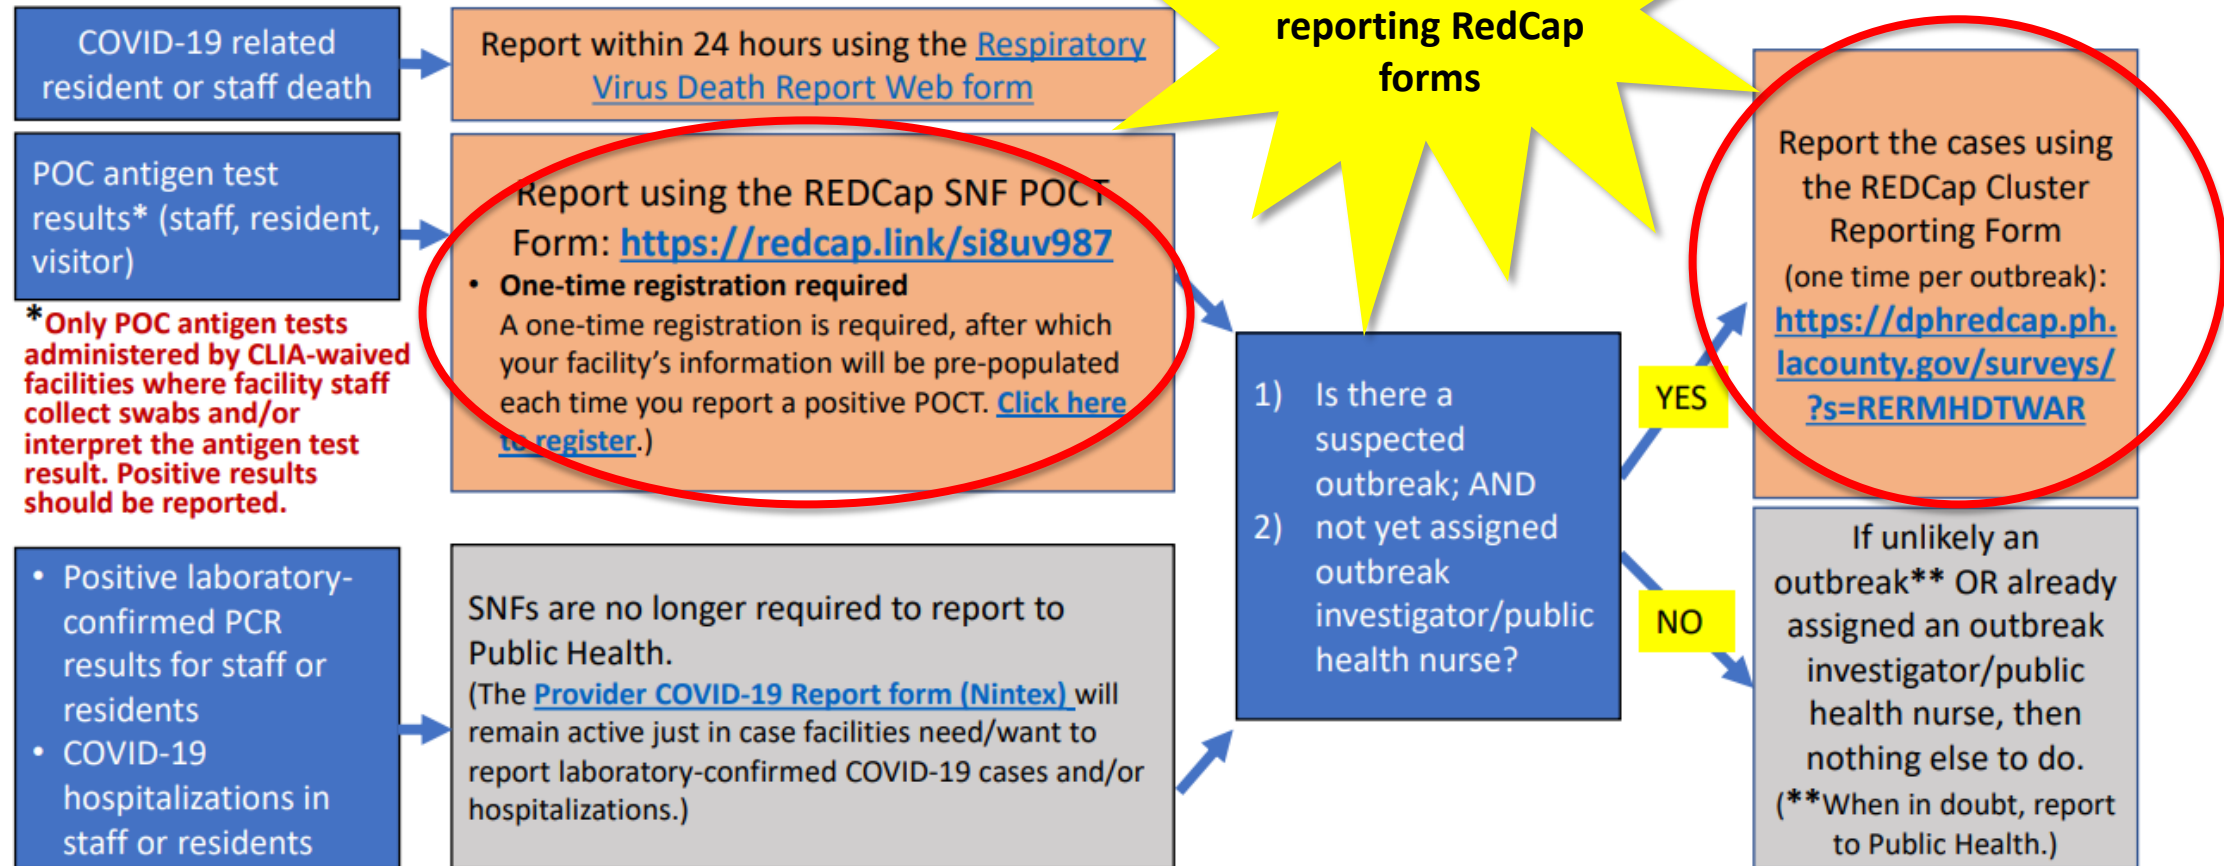 COVID-19 related
resident or staff death
Report within 24 hours using the Respiratory
Virus Death Report Web form
reporting RedCap
forms
POC antigen test
results* (staff, resident,
visitor)
*Only POC antigen tests
administered by CLIA-waived
facilities where facility staff
collect swabs and/or
interpret the antigen test
result. Positive results
should be reported.
Report using the REDCap SNF POCT
Form: https://redcap.link/si8uv987
• One-time registration required
A one-time registration is required, after which
your facility's information will be pre-populated
each time you report a positive POCT. Click here
to register.)
• Positive laboratory-
confirmed PCR
results for staff or
residents
• COVID-19
hospitalizations in
staff or residents
SNFs are no longer required to report to
Public Health.
(The Provider COVID-19 Report form (Nintex) will
remain active just in case facilities need/want to
report laboratory-confirmed COVID-19 cases and/or
hospitalizations.)
1) Is there a
suspected
outbreak; AND
2) not yet assigned
outbreak
investigator/public
health nurse?
YES
NO
Report the cases using
the REDCap Cluster
Reporting Form
(one time per outbreak):
https://dphredcap.ph.
lacounty.gov/surveys/
?s=RERMHDTWAR
If unlikely an
outbreak** OR already
assigned an outbreak
investigator/public
health nurse, then
nothing else to do.
(**When in doubt, report
to Public Health.)